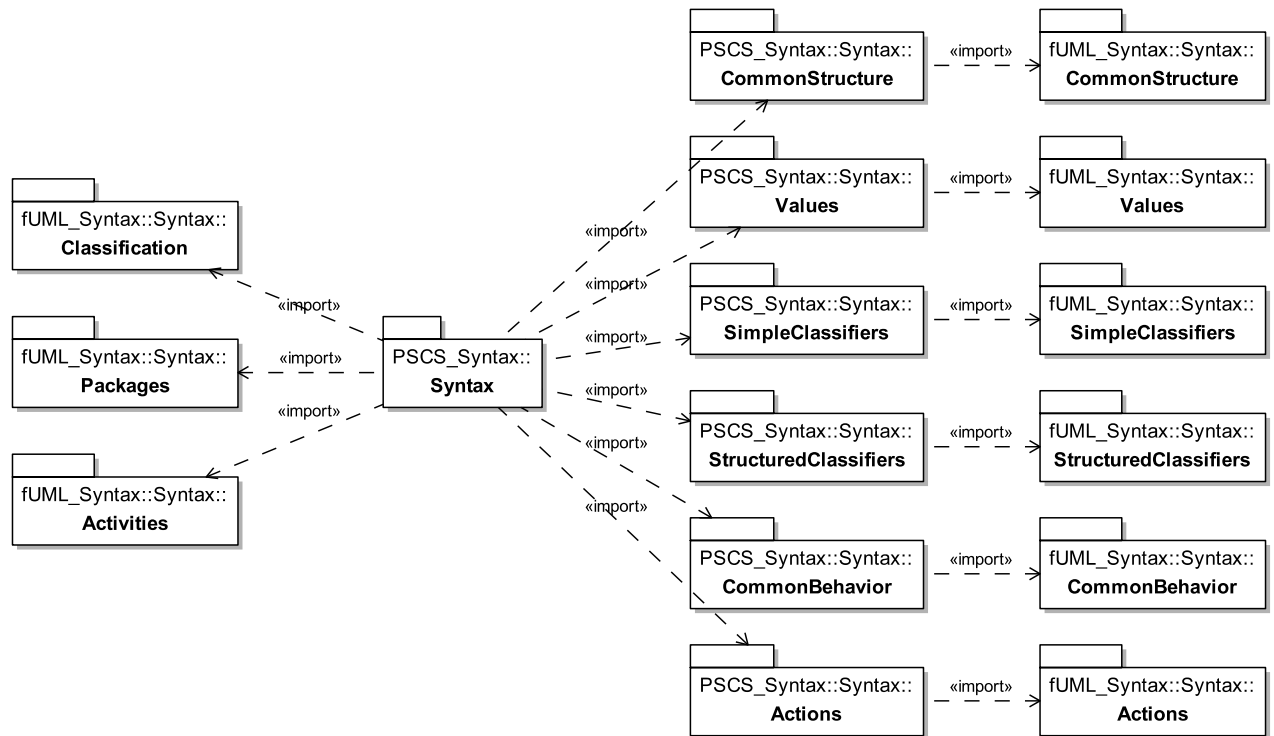 PSCS_Syntax::Syntax::
CommonStructure
«import»
fUML_Syntax::Syntax::
CommonStructure
PSCS_Syntax::Syntax::
Values
«import»
fUML_Syntax::Syntax::
Values
fUML_Syntax::Syntax::
Classification
«import»
«import»
«import»
PSCS_Syntax::Syntax::
SimpleClassifiers
«import»
fUML_Syntax::Syntax::
SimpleClassifiers
fUML_Syntax::Syntax::
Packages
«import»
PSCS_Syntax::
Syntax
«import»
«import»
«import»
PSCS_Syntax::Syntax::
StructuredClassifiers
«import»
fUML_Syntax::Syntax::
StructuredClassifiers
fUML_Syntax::Syntax::
Activities
«import»
«import»
PSCS_Syntax::Syntax::
CommonBehavior
«import»
fUML_Syntax::Syntax::
CommonBehavior
PSCS_Syntax::Syntax::
Actions
«import»
fUML_Syntax::Syntax::
Actions